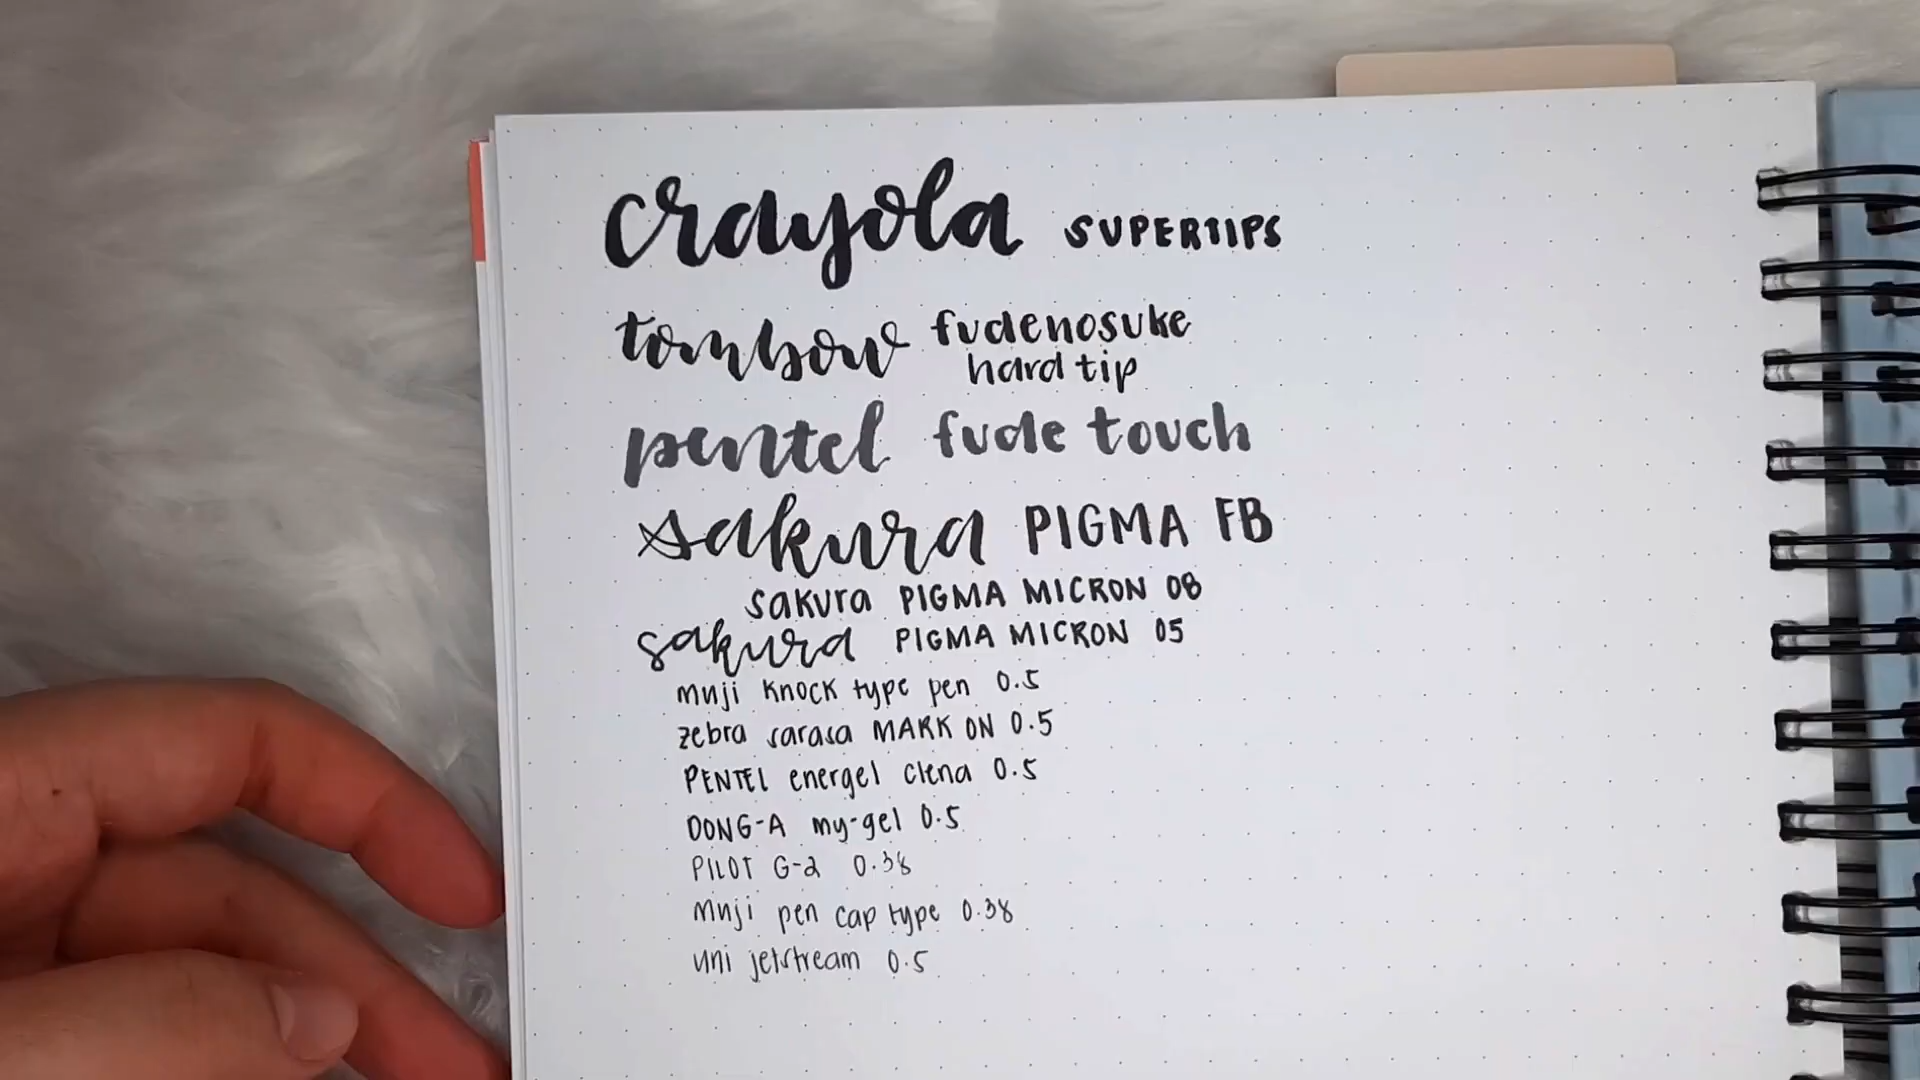 crayola SUPERTIPS
tombow fudenosuke
hard tip
pentel fude touch
sakura PIGMA FB
sakura PIGMA MICRON 08
sakura PIGMA MICRON 05
muji knock type pen 0.5
zebra sarasa MARK ON 0.5
PENTEL energel clena 0.5
DONG-A my-gel 0.5
PILOT G-2 0.38
muji pen cap type 0.38
uni jetstream 0.5